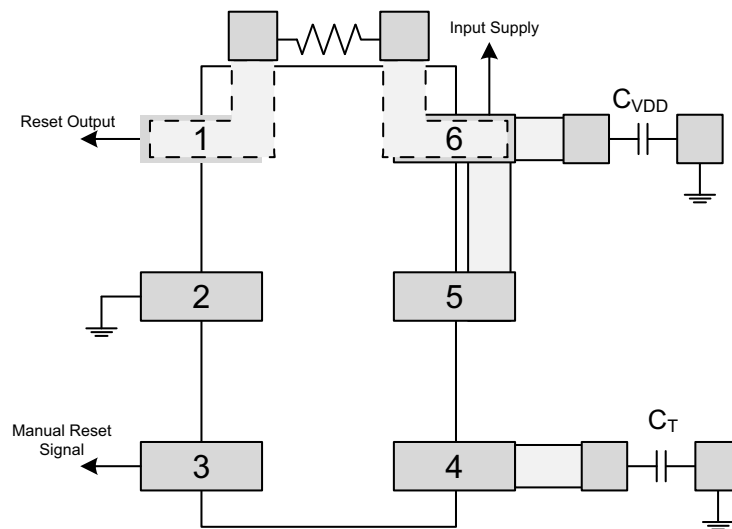 Input Supply
Reset Output
1
6
C_VDD
2
5
Manual Reset
Signal
3
4
C_T